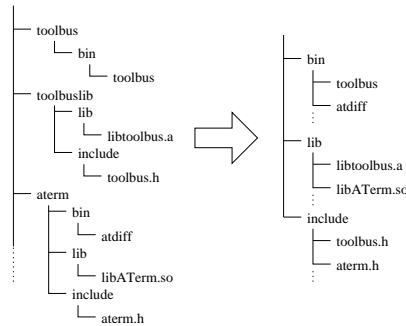 toolbus
bin
toolbus
toolbuslib
lib
libtoolbus.a
include
toolbus.h
aterm
bin
atdiff
lib
libATerm.so
include
aterm.h
bin
toolbus
atdiff
lib
libtoolbus.a
libATerm.so
include
toolbus.h
aterm.h